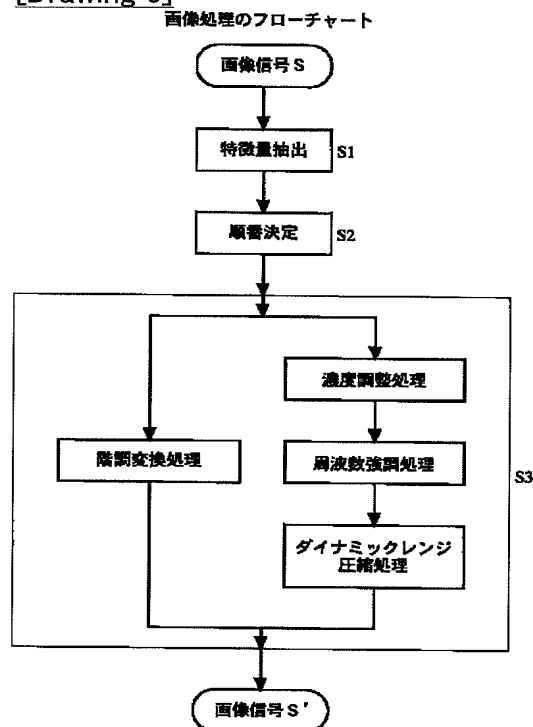 画像処理のフローチャート
画像信号 S
特徴量抽出 S1
順番決定 S2
濃度調整処理
階調変換処理
周波数強調処理
S3
ダイナミックレンジ
圧縮処理
画像信号 S'